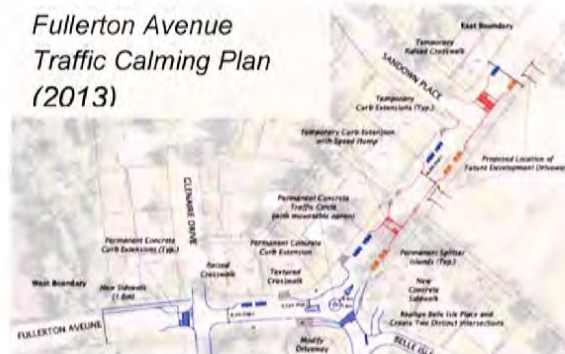 Fullerton Avenue
Traffic Calming Plan
(2013)
East Boundary
Temporary
Raised Crosswalk
SANDOWN PLACE
Temporary
Curb Extensions (Typ.)
Temporary Curb Extension
with Speed Hump
Proposed Location of
Future Development Driveway
GLENAIRE DRIVE
Permanent Concrete
Traffic Circle
(with mountable apron)
Permanent Concrete
Curb Extensions (Typ.)
Permanent Concrete
Curb Extension
Raised
Crosswalk
Textured
Crosswalk
Permanent Splitter
Islands (Typ.)
West Boundary
New Sidewalk
New
Concrete
Sidewalk
FULLERTON AVEUNE
Realign Belle Isle Place and
Create Two Distinct Intersections
Modify
Driveway
BELLE ISL